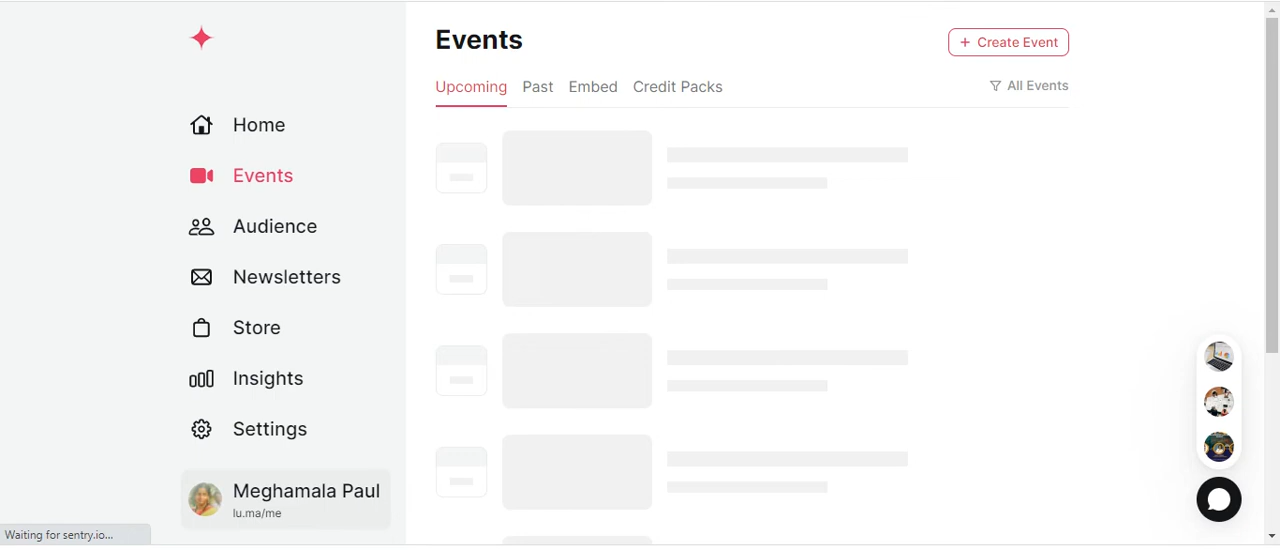 Home
Events
Audience
Newsletters
Store
Insights
Settings
Meghamala Paul
lu.ma/me
Waiting for sentry.io...
Events
+ Create Event
Upcoming Past Embed Credit Packs
All Events